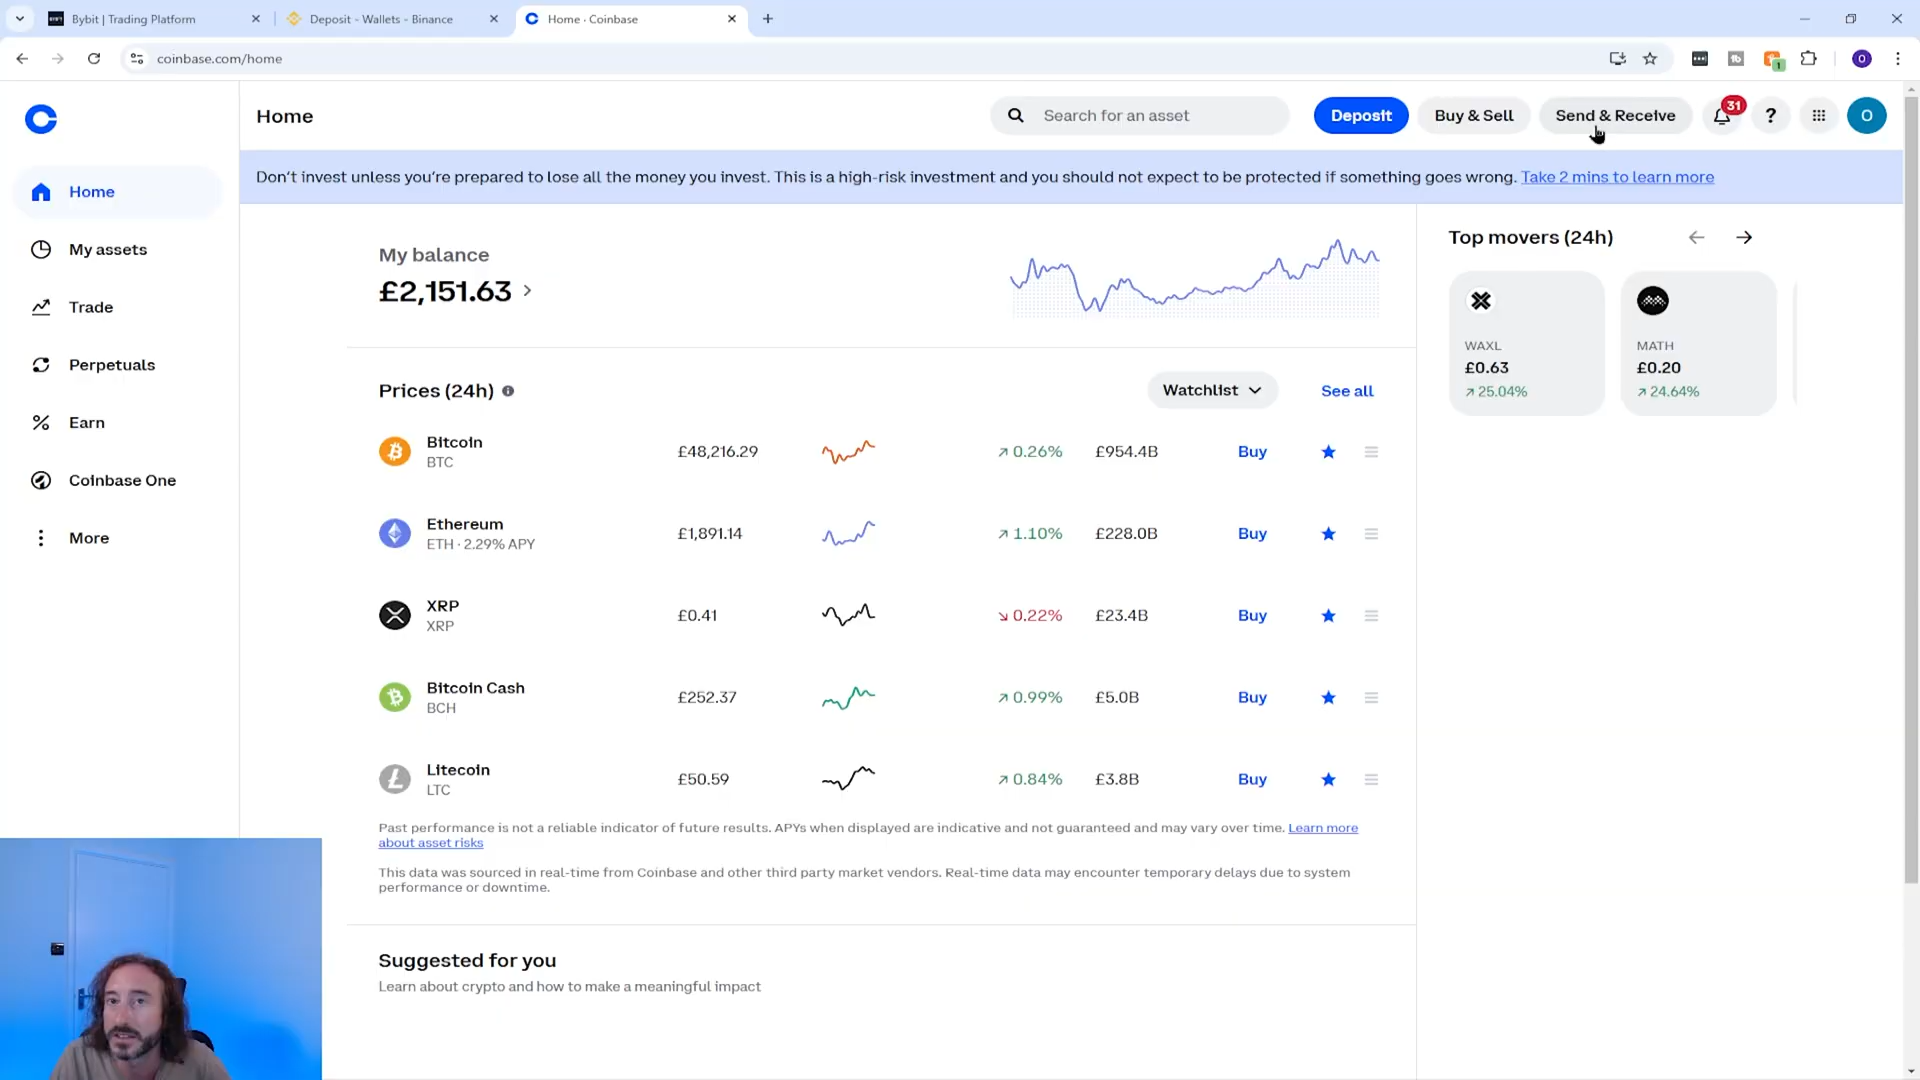 Bybit | Trading Platform
Deposit - Wallets - Binance
Home · Coinbase
coinbase.com/home
1
O
Home
Search for an asset
Deposit
Buy & Sell
Send & Receive
31
?
O
Don't invest unless you're prepared to lose all the money you invest. This is a high-risk investment and you should not expect to be protected if something goes wrong. Take 2 mins to learn more
Home
My assets
Trade
Perpetuals
Earn
Coinbase One
More
My balance
£2,151.63
Prices (24h)
Watchlist
See all
Bitcoin
BTC
£48,216.29
0.26%
£954.4B
Buy
Ethereum
ETH · 2.29% APY
£1,891.14
1.10%
£228.0B
Buy
XRP
XRP
£0.41
0.22%
£23.4B
Buy
Bitcoin Cash
BCH
£252.37
0.99%
£5.0B
Buy
Litecoin
LTC
£50.59
0.84%
£3.8B
Buy
Past performance is not a reliable indicator of future results. APYs when displayed are indicative and not guaranteed and may vary over time. Learn more
about asset risks
This data was sourced in real-time from Coinbase and other third party market vendors. Real-time data may encounter temporary delays due to system
performance or downtime.
Suggested for you
Learn about crypto and how to make a meaningful impact
Top movers (24h)
WAXL
£0.63
25.04%
MATH
£0.20
24.64%